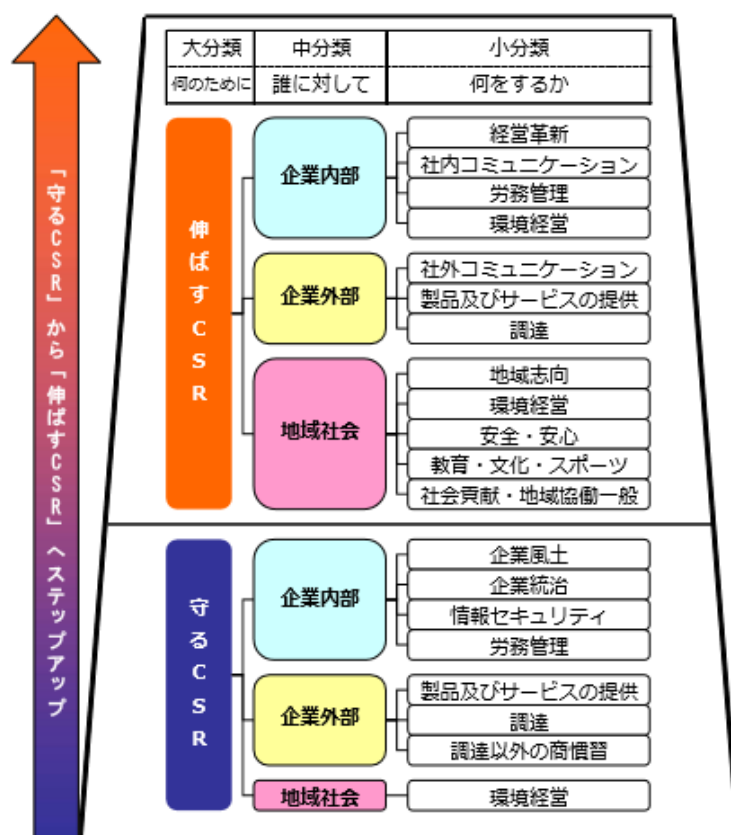 「守るCSR」から「伸ばすCSR」へステップアップ
大分類 中分類 小分類
何のために 誰に対して 何をするか
伸ばすCSR
企業内部
経営革新
社内コミュニケーション
労務管理
環境経営
企業外部
社外コミュニケーション
製品及びサービスの提供
調達
地域社会
地域志向
環境経営
安全・安心
教育・文化・スポーツ
社会貢献・地域協働一般
守るCSR
企業内部
企業風土
企業統治
情報セキュリティ
労務管理
企業外部
製品及びサービスの提供
調達
調達以外の商慣習
地域社会
環境経営